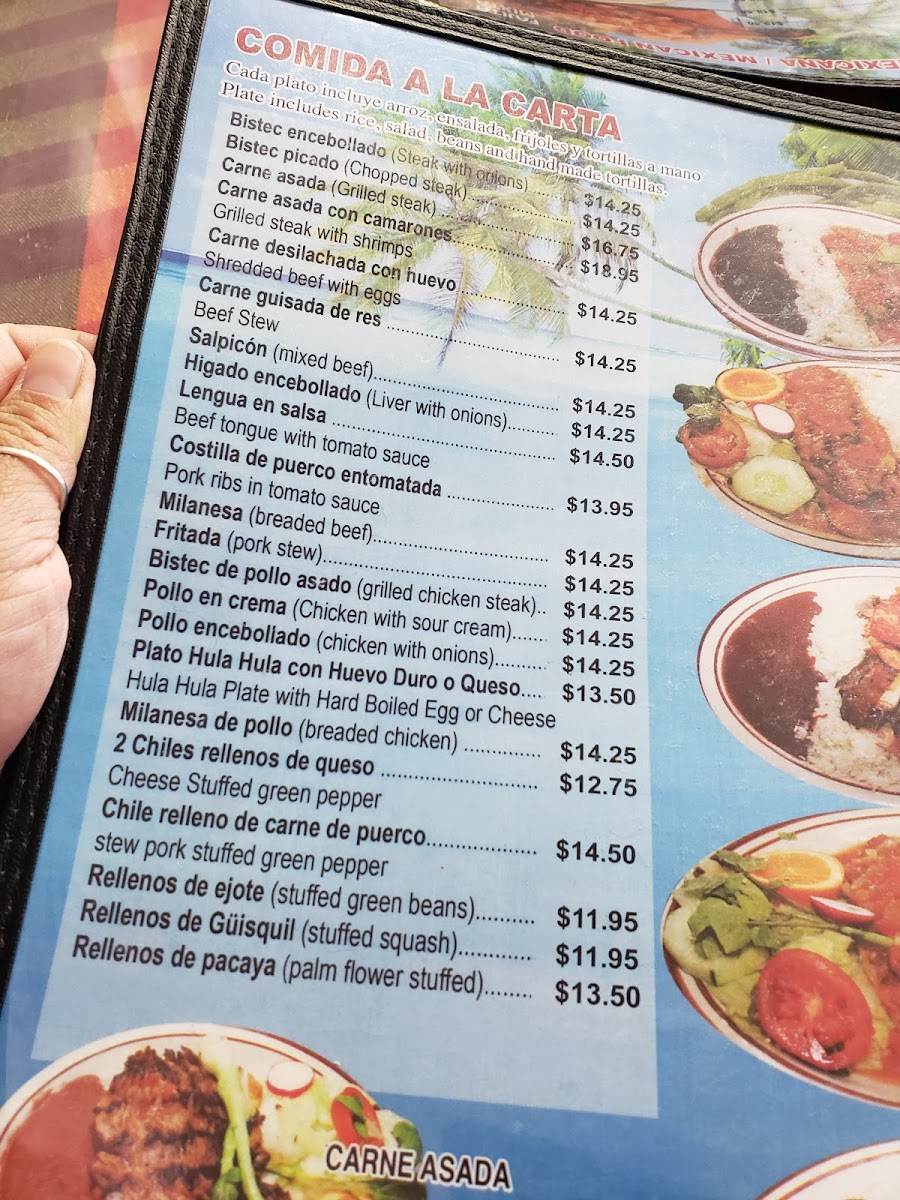 MEXICANA / MEXICAN FOOD
COMIDA A LA CARTA
Cada plato incluye arroz, ensalada, frijoles y tortillas a mano
Plate includes rice, salad, beans and hand made tortillas.
Bistec encebollado (Steak with onions) .... $14.25
Bistec picado (Chopped steak) .................. $14.25
Carne asada (Grilled steak) ....................... $16.75
Carne asada con camarones.................... $18.95
Grilled steak with shrimps
Carne desilachada con huevo .................. $14.25
Shredded beef with eggs
Carne guisada de res ............................... $14.25
Beef Stew
Salpicón (mixed beef)................................ $14.25
Higado encebollado (Liver with onions)......... $14.25
Lengua en salsa ........................................ $14.50
Beef tongue with tomato sauce
Costilla de puerco entomatada .................. $13.95
Pork ribs in tomato sauce
Milanesa (breaded beef)............................... $14.25
Fritada (pork stew)....................................... $14.25
Bistec de pollo asado (grilled chicken steak).. $14.25
Pollo en crema (Chicken with sour cream)...... $14.25
Pollo encebollado (chicken with onions).......... $14.25
Plato Hula Hula con Huevo Duro o Queso.... $13.50
Hula Hula Plate with Hard Boiled Egg or Cheese
Milanesa de pollo (breaded chicken) ............. $14.25
2 Chiles rellenos de queso ......................... $12.75
Cheese Stuffed green pepper
Chile relleno de carne de puerco.................. $14.50
stew pork stuffed green pepper
Rellenos de ejote (stuffed green beans).......... $11.95
Rellenos de Güisquil (stuffed squash)............ $11.95
Rellenos de pacaya (palm flower stuffed)........ $13.50
CARNE ASADA